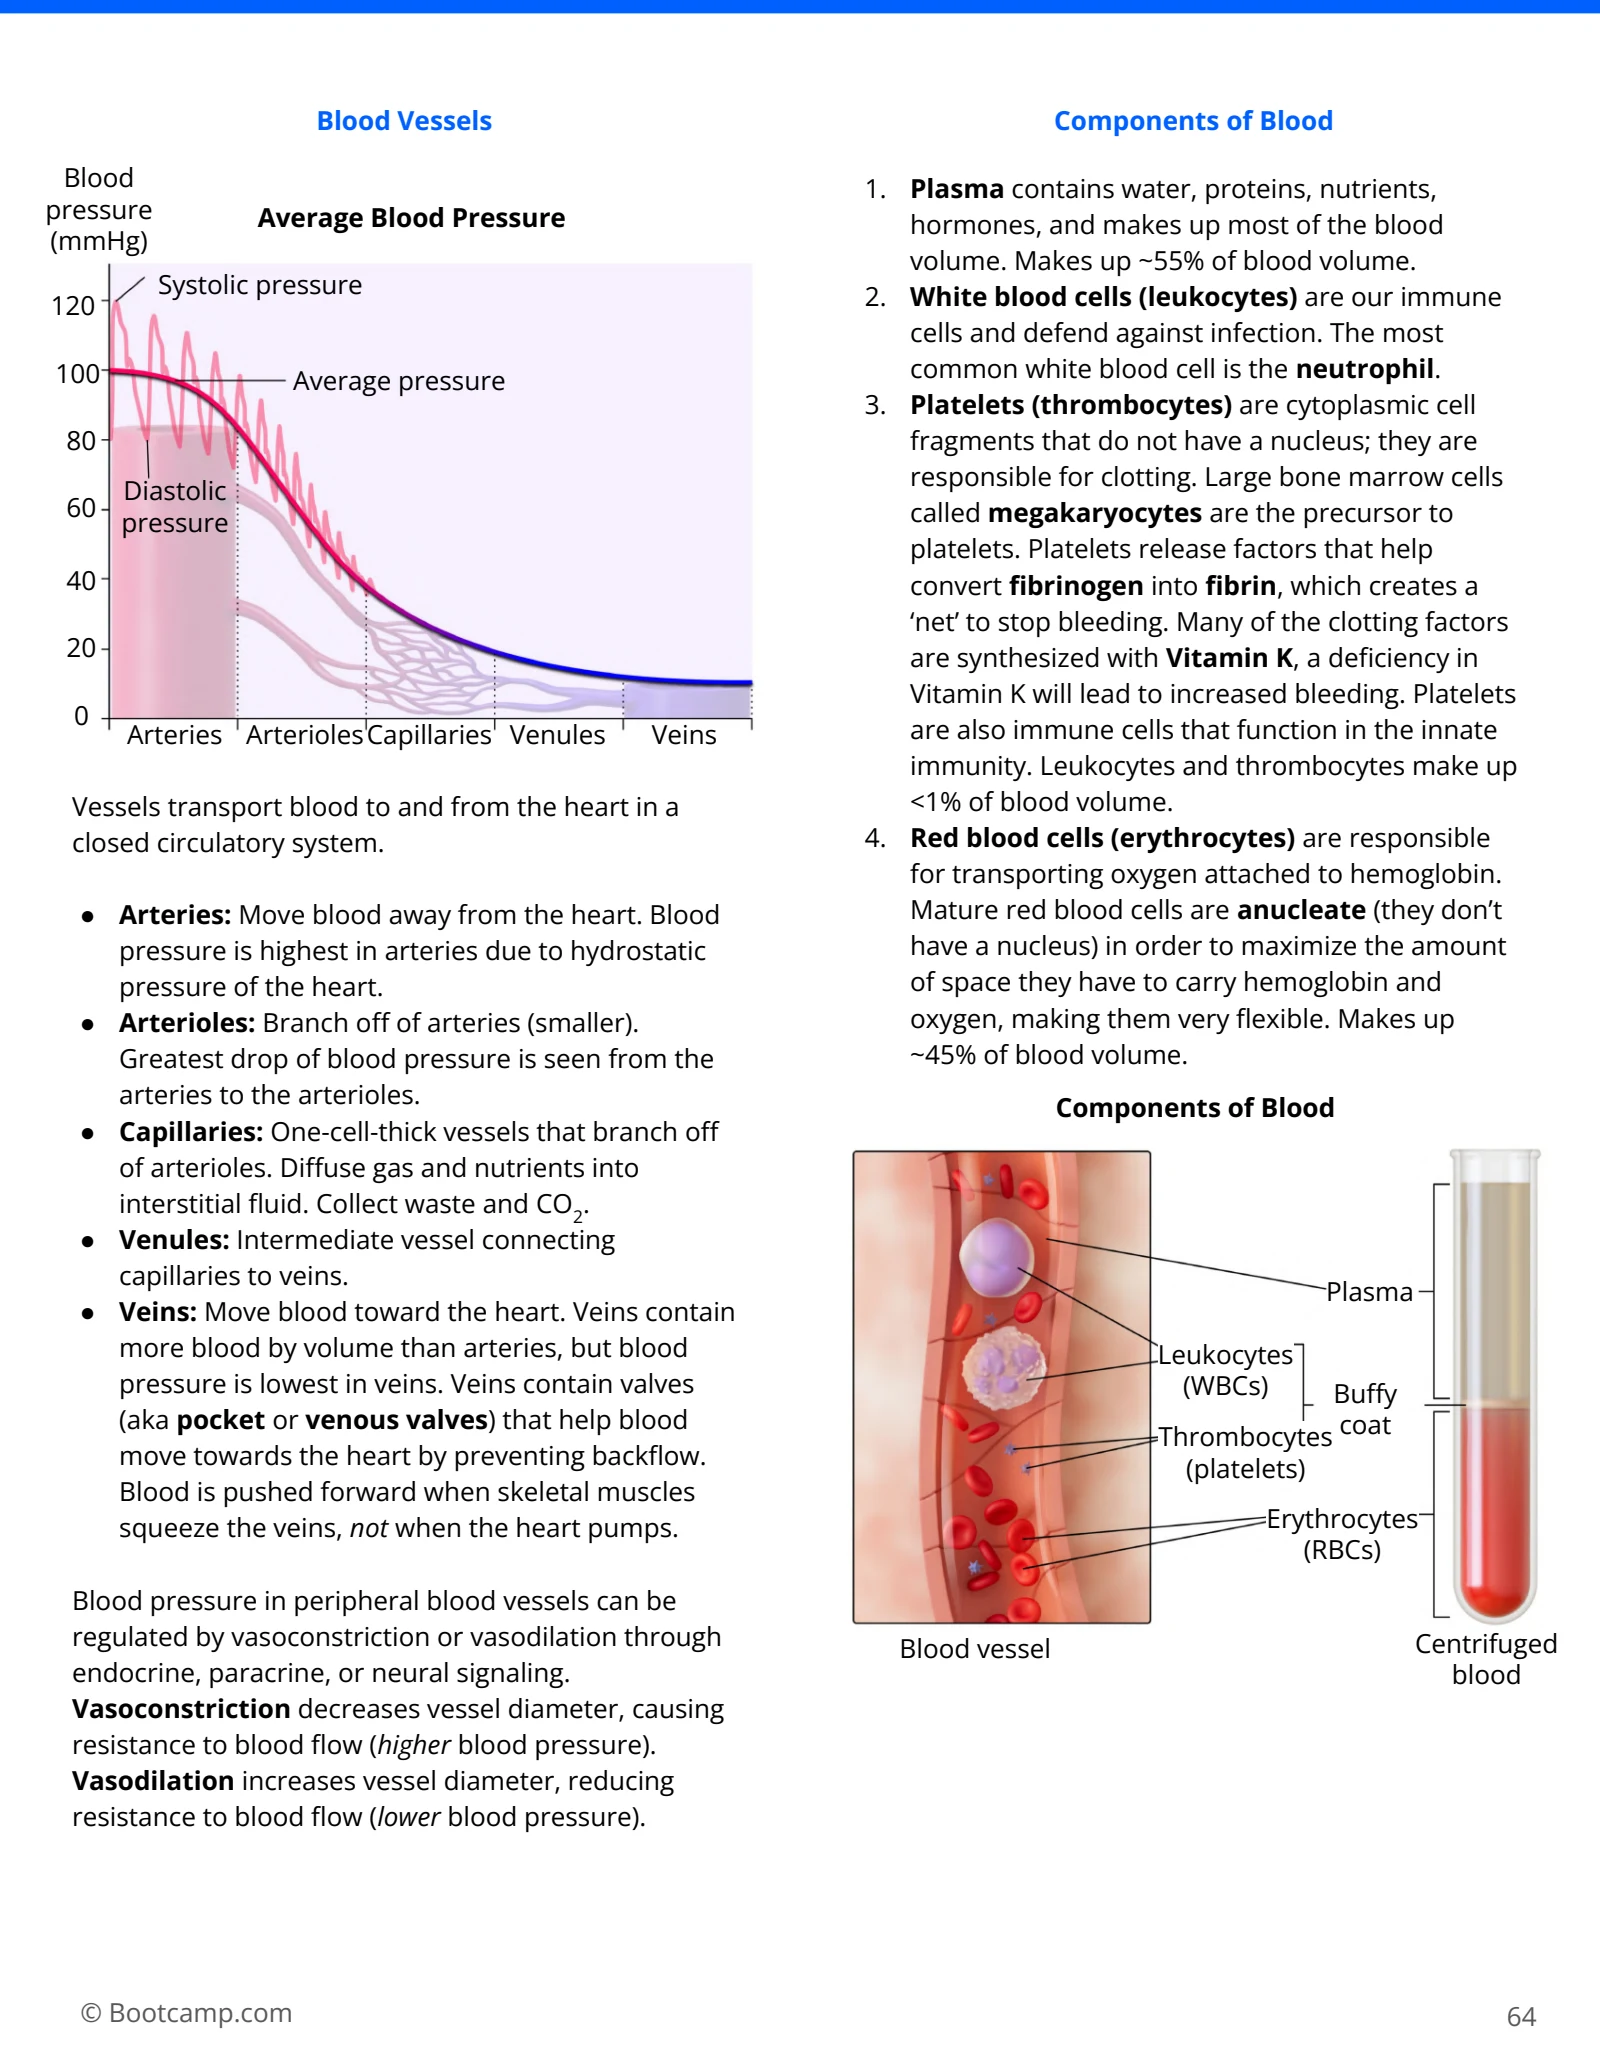 Blood Vessels
Blood
pressure
(mmHg)
Average Blood Pressure
Systolic pressure
120
100
Average pressure
80
Diastolic
pressure
60
40
20
0
Arteries
Arterioles
Capillaries
Venules
Veins
Vessels transport blood to and from the heart in a
closed circulatory system.
● Arteries: Move blood away from the heart. Blood
pressure is highest in arteries due to hydrostatic
pressure of the heart.
● Arterioles: Branch off of arteries (smaller).
Greatest drop of blood pressure is seen from the
arteries to the arterioles.
● Capillaries: One-cell-thick vessels that branch off
of arterioles. Diffuse gas and nutrients into
interstitial fluid. Collect waste and CO2.
● Venules: Intermediate vessel connecting
capillaries to veins.
● Veins: Move blood toward the heart. Veins contain
more blood by volume than arteries, but blood
pressure is lowest in veins. Veins contain valves
(aka pocket or venous valves) that help blood
move towards the heart by preventing backflow.
Blood is pushed forward when skeletal muscles
squeeze the veins, not when the heart pumps.
Blood pressure in peripheral blood vessels can be
regulated by vasoconstriction or vasodilation through
endocrine, paracrine, or neural signaling.
Vasoconstriction decreases vessel diameter, causing
resistance to blood flow (higher blood pressure).
Vasodilation increases vessel diameter, reducing
resistance to blood flow (lower blood pressure).
Components of Blood
1. Plasma contains water, proteins, nutrients,
hormones, and makes up most of the blood
volume. Makes up ~55% of blood volume.
2. White blood cells (leukocytes) are our immune
cells and defend against infection. The most
common white blood cell is the neutrophil.
3. Platelets (thrombocytes) are cytoplasmic cell
fragments that do not have a nucleus; they are
responsible for clotting. Large bone marrow cells
called megakaryocytes are the precursor to
platelets. Platelets release factors that help
convert fibrinogen into fibrin, which creates a
‘net’ to stop bleeding. Many of the clotting factors
are synthesized with Vitamin K, a deficiency in
Vitamin K will lead to increased bleeding. Platelets
are also immune cells that function in the innate
immunity. Leukocytes and thrombocytes make up
<1% of blood volume.
4. Red blood cells (erythrocytes) are responsible
for transporting oxygen attached to hemoglobin.
Mature red blood cells are anucleate (they don’t
have a nucleus) in order to maximize the amount
of space they have to carry hemoglobin and
oxygen, making them very flexible. Makes up
~45% of blood volume.
Components of Blood
Plasma
Leukocytes
(WBCs)
Buffy
coat
Thrombocytes
(platelets)
Erythrocytes
(RBCs)
Blood vessel
Centrifuged
blood
© Bootcamp.com
64